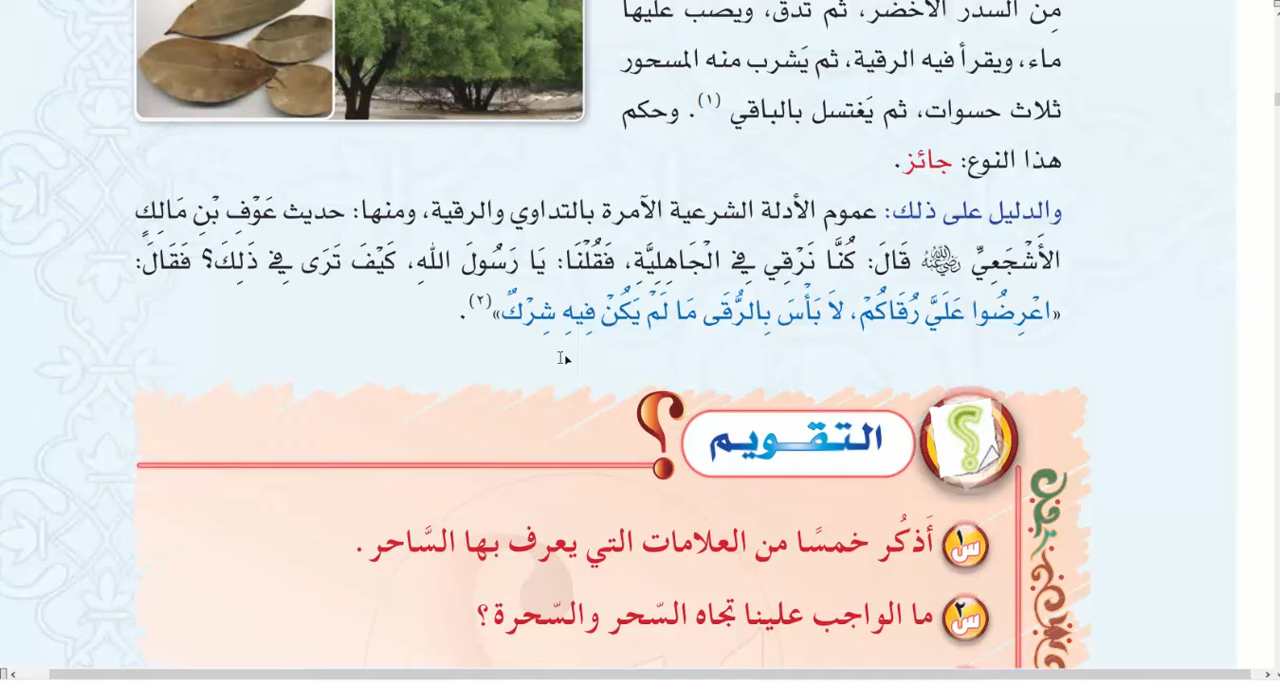 مِن السدر الأخضر، ثم تدق، ويصب عليها
ماء، ويقرأ فيه الرقية، ثم يَشرب منه المسحور
ثلاث حسوات، ثم يَغتسل بالباقي (١). وحكم
هذا النوع: جائز.
والدليل على ذلك: عموم الأدلة الشرعية الآمرة بالتداوي والرقية، ومنها: حديث عَوْفِ بْنِ مَالِكٍ
الأَشْجَعِيِّ رضي الله عنه قَالَ: كُنَّا نَرْقِي فِي الْجَاهِلِيَّةِ، فَقُلْنَا: يَا رَسُولَ اللهِ، كَيْفَ تَرَى فِي ذَلِكَ؟ فَقَالَ:
«اعْرِضُوا عَلَيَّ رُقَاكُمْ، لاَ بَأْسَ بِالرُّقَى مَا لَمْ يَكُنْ فِيهِ شِرْكٌ»(٢).
التقويم
س١ أَذكُر خمسًا من العلامات التي يعرف بها السَّاحر.
س٢ ما الواجب علينا تجاه السّحر والسّحرة؟